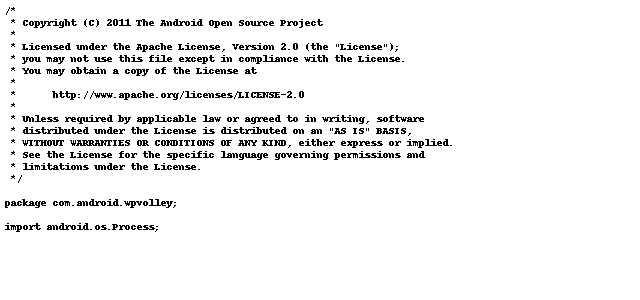 /*
 * Copyright (C) 2011 The Android Open Source Project
 *
 * Licensed under the Apache License, Version 2.0 (the "License");
 * you may not use this file except in compliance with the License.
 * You may obtain a copy of the License at
 *
 *      http://www.apache.org/licenses/LICENSE-2.0
 *
 * Unless required by applicable law or agreed to in writing, software
 * distributed under the License is distributed on an "AS IS" BASIS,
 * WITHOUT WARRANTIES OR CONDITIONS OF ANY KIND, either express or implied.
 * See the License for the specific language governing permissions and
 * limitations under the License.
 */

package com.android.wpvolley;

import android.os.Process;